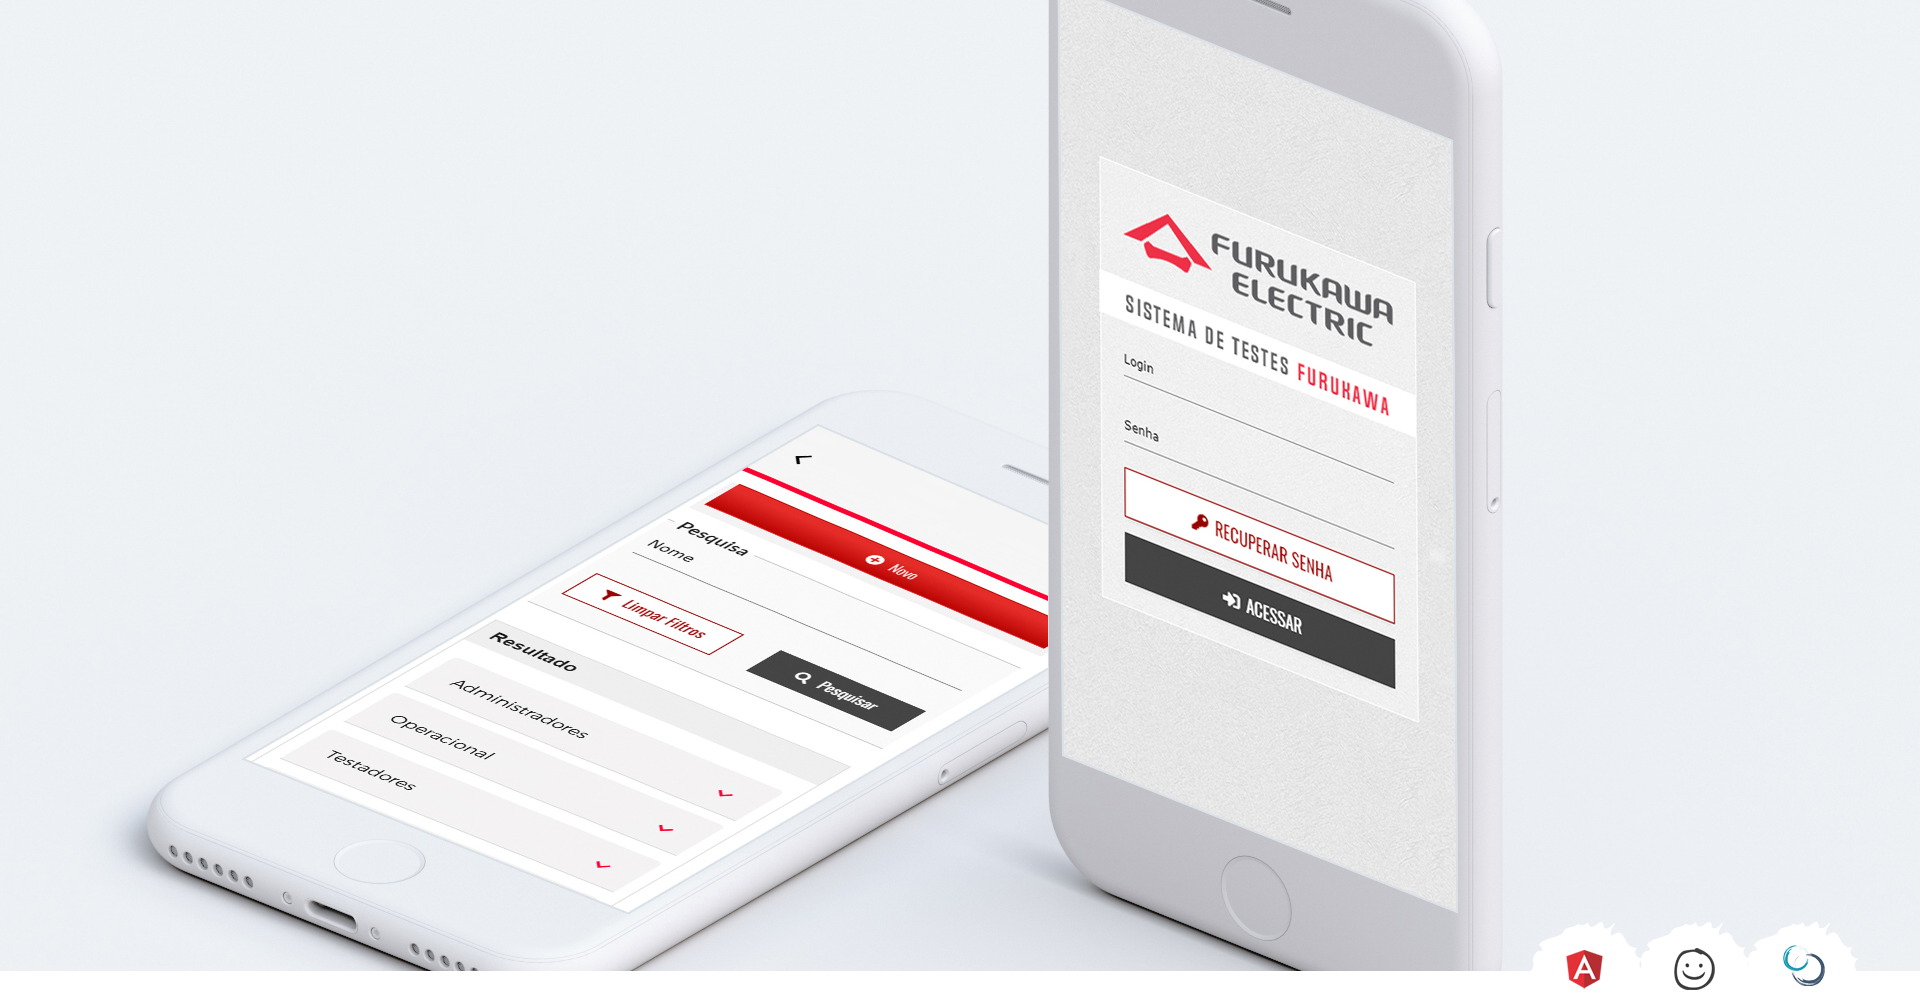 Novo
Pesquisa
Nome
Limpar Filtros
Pesquisar
Resultado
Administradores
Operacional
Testadores
FURUKAWA
ELECTRIC
SISTEMA DE TESTES FURUKAWA
Login
Senha
RECUPERAR SENHA
ACESSAR
A